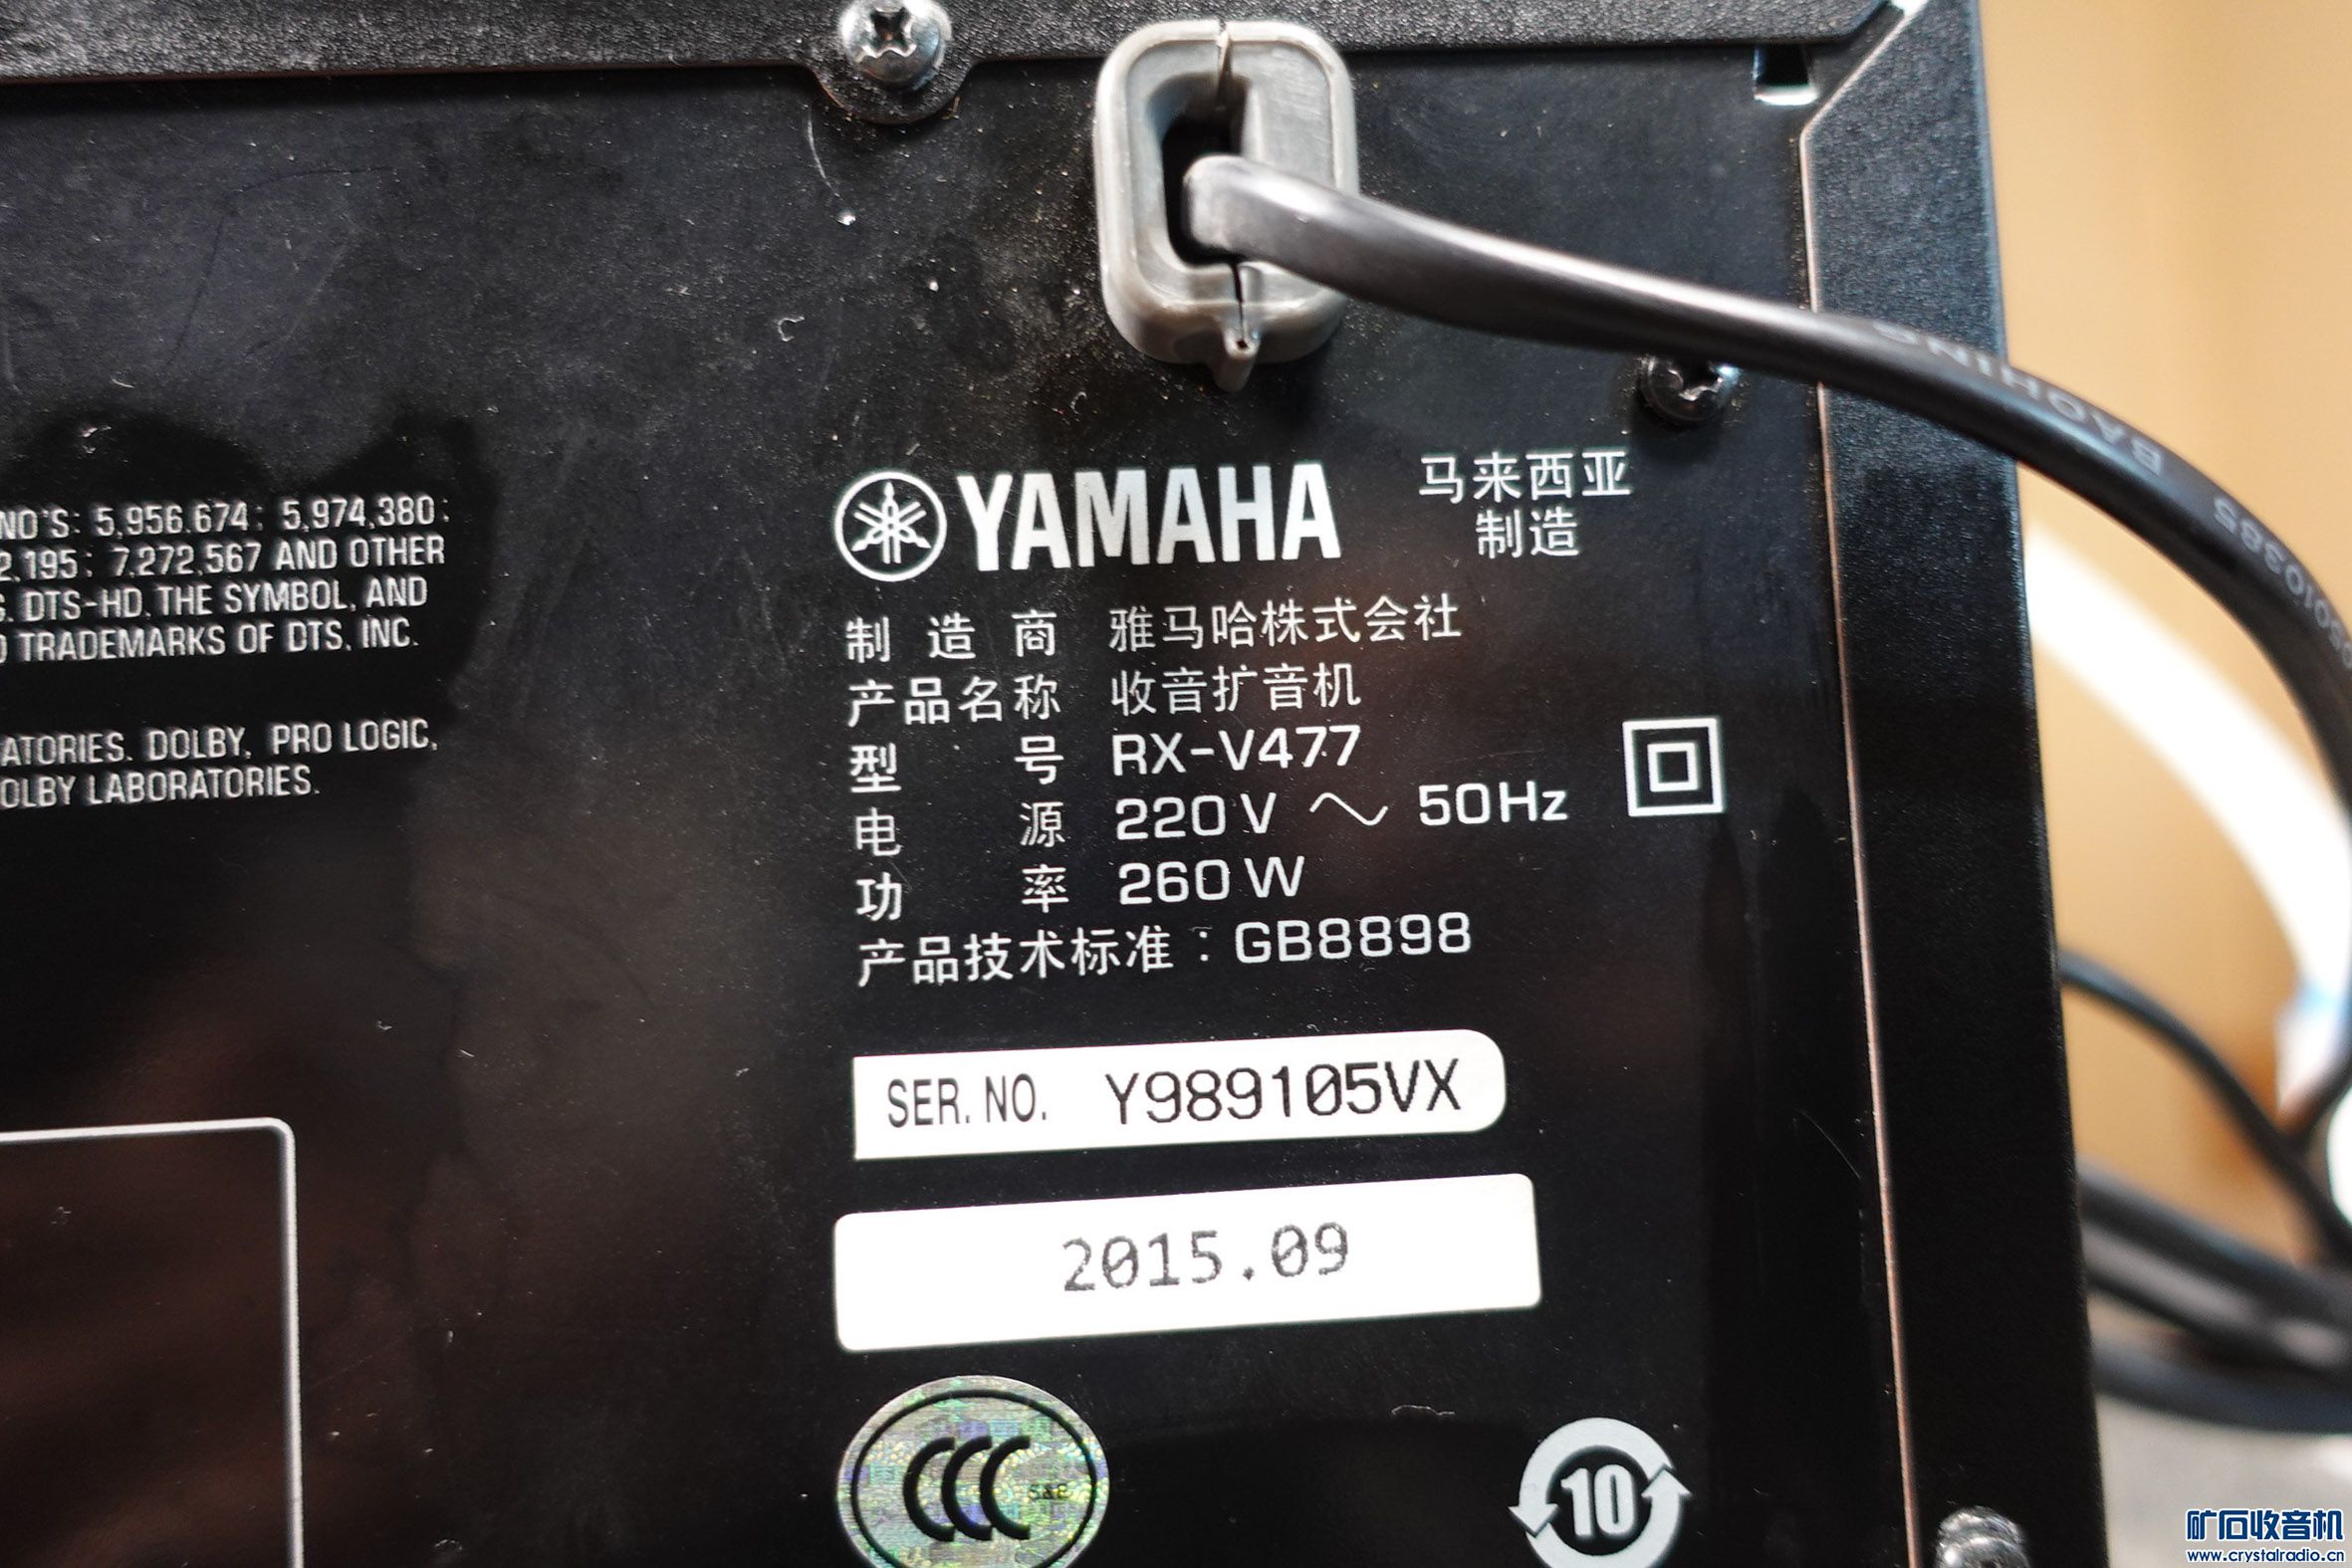 NO'S: 5,956,674; 5,974,380;
2,195; 7,272,567 AND OTHER
DTS-HD, THE SYMBOL, AND
TRADEMARKS OF DTS, INC.
ATORIES. DOLBY, PRO LOGIC,
OLBY LABORATORIES.
BAOHING
YAMAHA
马来西亚
制造
制造商 雅马哈株式会社
产品名称 收音扩音机
型号 RX-V477
电源 220V ~ 50Hz
功率 260W
产品技术标准：GB8898
SER. NO. Y989105VX
2015.09
CCC S&E
10
矿石收音机
www.crystalradio.cn